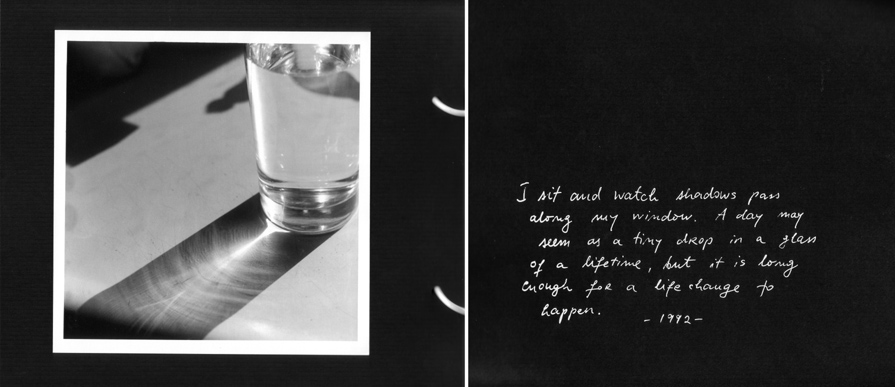 I sit and watch shadows pass
along my window. A day may
seem as a tiny drop in a glass
of a lifetime, but it is long
enough for a life change to
happen.
- 1992 -